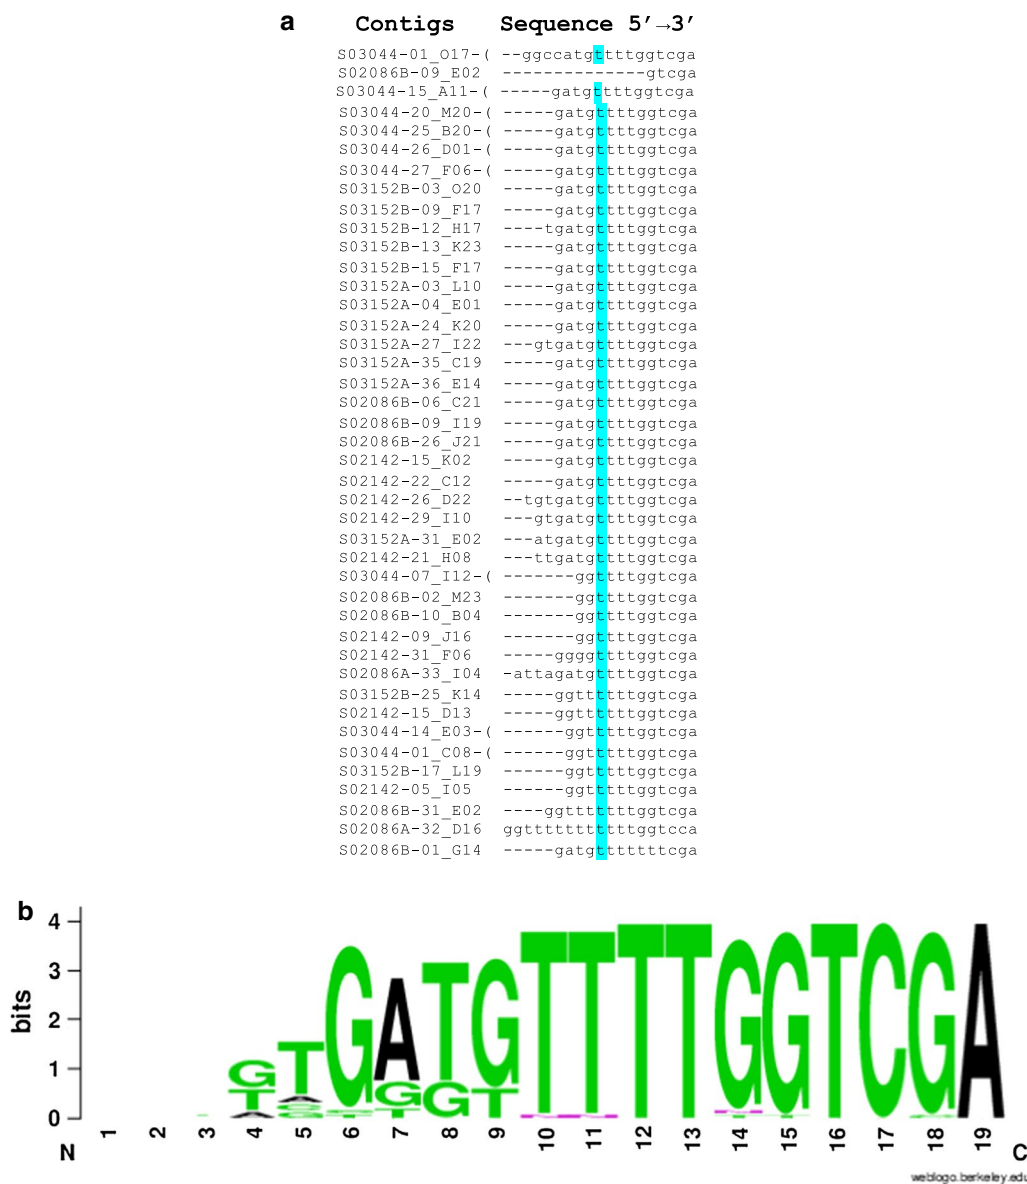 a Contigs Sequence 5’→3’
S03044-01_O17-( --ggccatgttttggtcga
S02086B-09_E02 --------------gtcga
S03044-15_A11-( -----gatgttttggtcga
S03044-20_M20-( -----gatgttttggtcga
S03044-25_B20-( -----gatgttttggtcga
S03044-26_D01-( -----gatgttttggtcga
S03044-27_F06-( -----gatgttttggtcga
S03152B-03_O20 -----gatgttttggtcga
S03152B-09_F17 -----gatgttttggtcga
S03152B-12_H17 ----tgatgttttggtcga
S03152B-13_K23 -----gatgttttggtcga
S03152B-15_F17 -----gatgttttggtcga
S03152A-03_L10 -----gatgttttggtcga
S03152A-04_E01 -----gatgttttggtcga
S03152A-24_K20 -----gatgttttggtcga
S03152A-27_I22 ---gtgatgttttggtcga
S03152A-35_C19 -----gatgttttggtcga
S03152A-36_E14 -----gatgttttggtcga
S02086B-06_C21 -----gatgttttggtcga
S02086B-09_I19 -----gatgttttggtcga
S02086B-26_J21 -----gatgttttggtcga
S02142-15_K02 -----gatgttttggtcga
S02142-22_C12 -----gatgttttggtcga
S02142-26_D22 --tgtgatgttttggtcga
S02142-29_I10 ---gtgatgttttggtcga
S03152A-31_E02 ---atgatgttttggtcga
S02142-21_H08 ---ttgatgttttggtcga
S03044-07_I12-( -------ggttttggtcga
S02086B-02_M23 -------ggttttggtcga
S02086B-10_B04 -------ggttttggtcga
S02142-09_J16 -------ggttttggtcga
S02142-31_F06 -----ggggttttggtcga
S02086A-33_I04 -attagatgttttggtcga
S03152B-25_K14 -----ggttttttggtcga
S02142-15_D13 -----ggttttttggtcga
S03044-14_E03-( ------ggtttttggtcga
S03044-01_C08-( ------ggtttttggtcga
S03152B-17_L19 ------ggtttttggtcga
S02142-05_I05 ------ggtttttggtcga
S02086B-31_E02 ----ggtttttttggtcga
S02086A-32_D16 ggtttttttttttggtcca
S02086B-01_G14 -----gatgttttttтcga
b
bits
4
3
2
1
0
GTGATGTTTTGGTCGA
N 1 2 3 4 5 6 7 8 9 10 11 12 13 14 15 16 17 18 19 C
weblogo.berkeley.edu